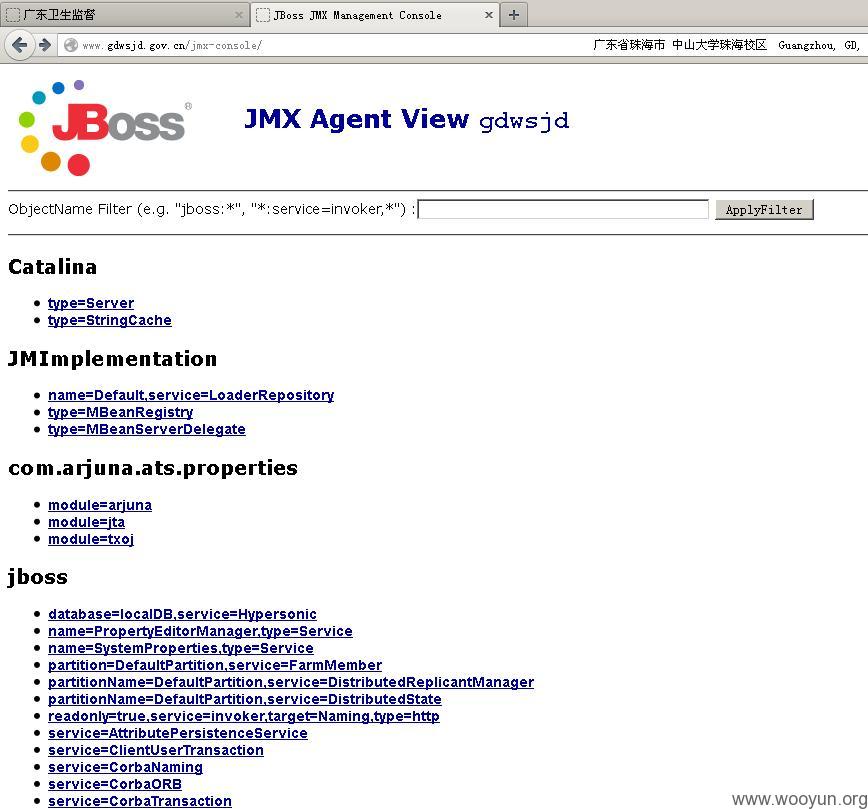 广东卫生监督
JBoss JMX Management Console
www.gdwsjd.gov.cn/jmx-console/
广东省珠海市 中山大学珠海校区 Guangzhou, GD,
JBoss®
JMX Agent View gdwsjd
ObjectName Filter (e.g. "jboss:*", "*:service=invoker,*") :
ApplyFilter
Catalina
type=Server
type=StringCache
JMImplementation
name=Default,service=LoaderRepository
type=MBeanRegistry
type=MBeanServerDelegate
com.arjuna.ats.properties
module=arjuna
module=jta
module=txoj
jboss
database=localDB,service=Hypersonic
name=PropertyEditorManager,type=Service
name=SystemProperties,type=Service
partition=DefaultPartition,service=FarmMember
partitionName=DefaultPartition,service=DistributedReplicantManager
partitionName=DefaultPartition,service=DistributedState
readonly=true,service=invoker,target=Naming,type=http
service=AttributePersistenceService
service=ClientUserTransaction
service=CorbaNaming
service=CorbaORB
service=CorbaTransaction
www.wooyun.org